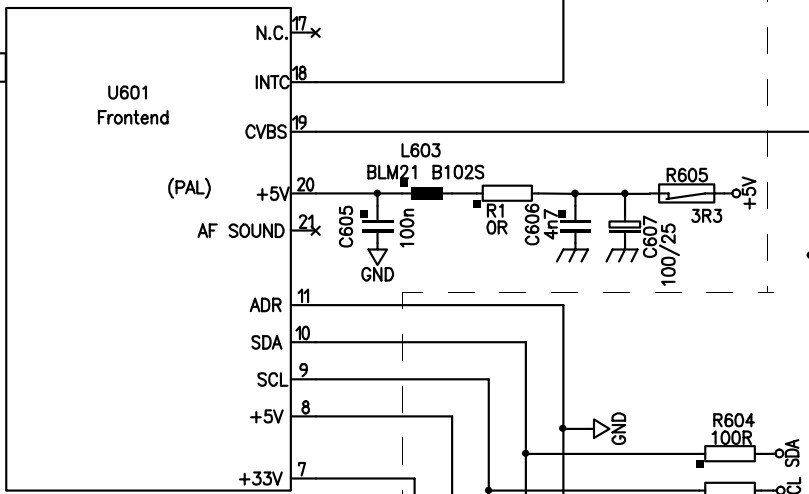 N.C.
17
INTC
18
U601
Frontend
CVBS
19
L603
BLM21 B102S
(PAL)
+5V
20
R605
+5V
AF SOUND
21
C605
100n
R1
0R
C606
4n7
C607
100/25
3R3
GND
ADR
11
SDA
10
SCL
9
+5V
8
GND
R604
100R
SDA
+33V
7
CL